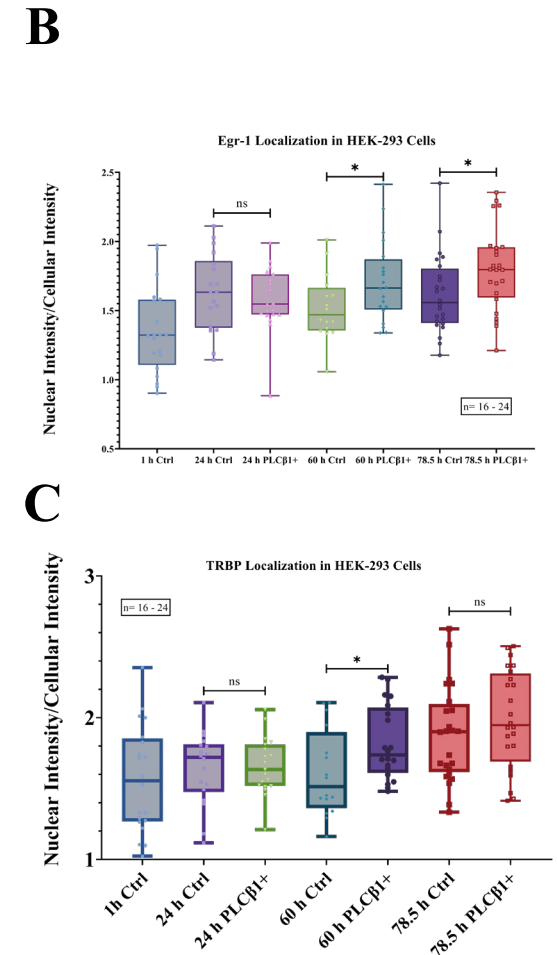 B
Egr-1 Localization in HEK-293 Cells
Nuclear Intensity/Cellular Intensity
2.5
2.0
1.5
1.0
0.5
ns
*
*
n= 16 - 24
1 h Ctrl
24 h Ctrl
24 h PLCβ1+
60 h Ctrl
60 h PLCβ1+
78.5 h Ctrl
78.5 h PLCβ1+
C
TRBP Localization in HEK-293 Cells
Nuclear Intensity/Cellular Intensity
3
2
1
n= 16 - 24
ns
*
ns
1h Ctrl
24 h Ctrl
24 h PLCβ1+
60 h Ctrl
60 h PLCβ1+
78.5 h Ctrl
78.5 h PLCβ1+